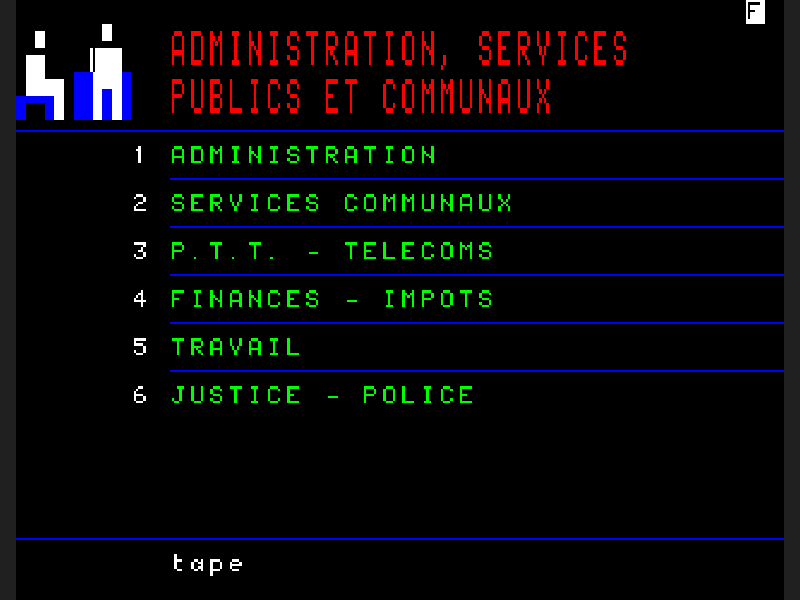 F
ADMINISTRATION, SERVICES
PUBLICS ET COMMUNAUX
1 ADMINISTRATION
2 SERVICES COMMUNAUX
3 P.T.T. - TELECOMS
4 FINANCES - IMPOTS
5 TRAVAIL
6 JUSTICE - POLICE
tape